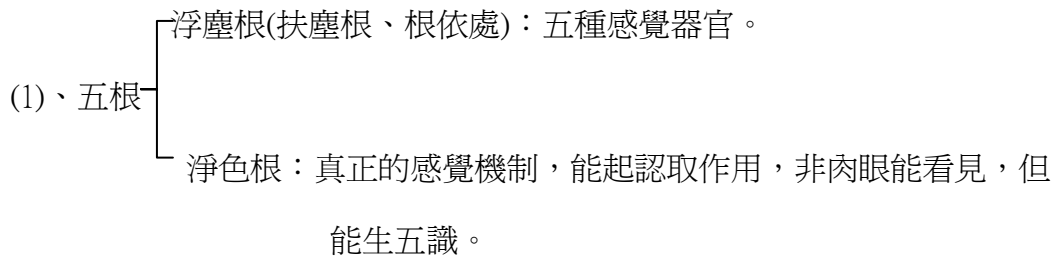 浮塵根(扶塵根、根依處)：五種感覺器官。
(1)、五根
淨色根：真正的感覺機制，能起認取作用，非肉眼能看見，但
能生五識。